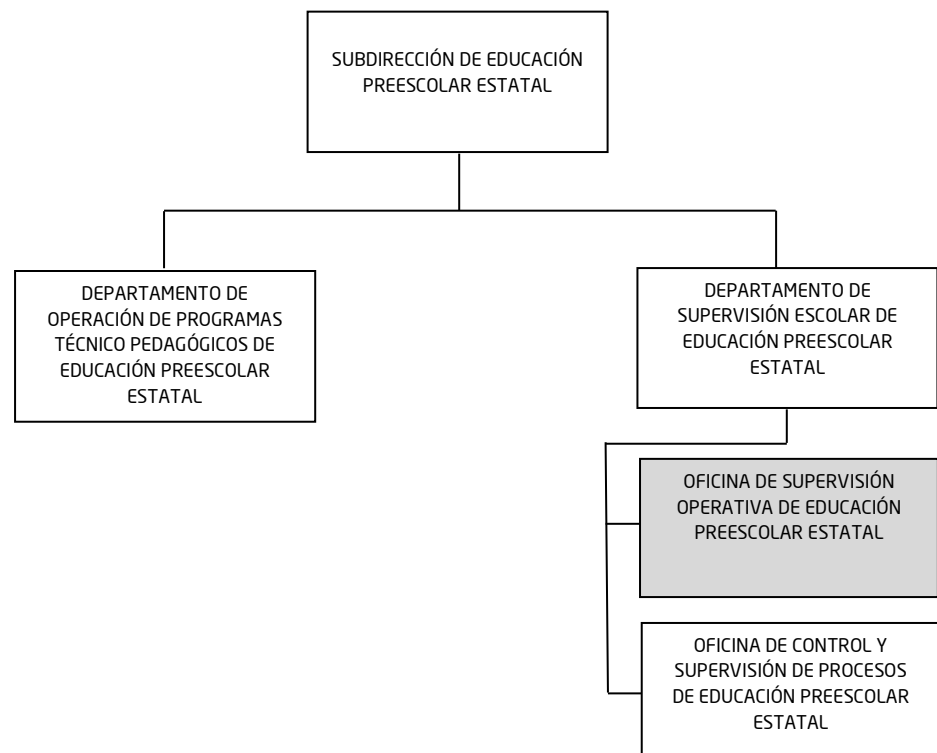 SUBDIRECCIÓN DE EDUCACIÓN
PREESCOLAR ESTATAL
DEPARTAMENTO DE
OPERACIÓN DE PROGRAMAS
TÉCNICO PEDAGÓGICOS DE
EDUCACIÓN PREESCOLAR
ESTATAL
DEPARTAMENTO DE
SUPERVISIÓN ESCOLAR DE
EDUCACIÓN PREESCOLAR
ESTATAL
OFICINA DE SUPERVISIÓN
OPERATIVA DE EDUCACIÓN
PREESCOLAR ESTATAL
OFICINA DE CONTROL Y
SUPERVISIÓN DE PROCESOS
DE EDUCACIÓN PREESCOLAR
ESTATAL